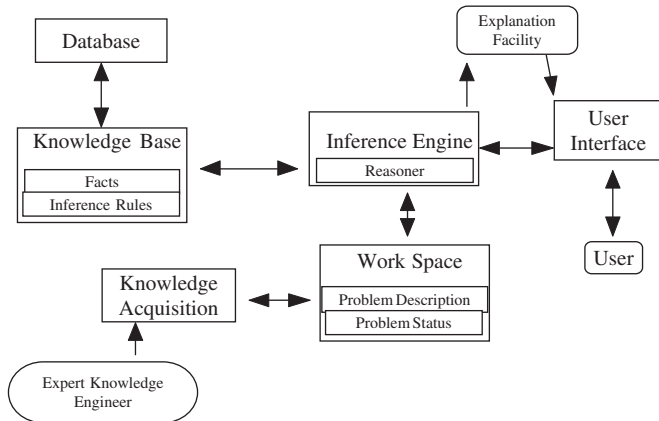 Explanation
Facility
Database
User
Interface
Knowledge Base
Facts
Inference Rules
Inference Engine
Reasoner
Work Space
Problem Description
Problem Status
User
Knowledge
Acquisition
Expert Knowledge
Engineer